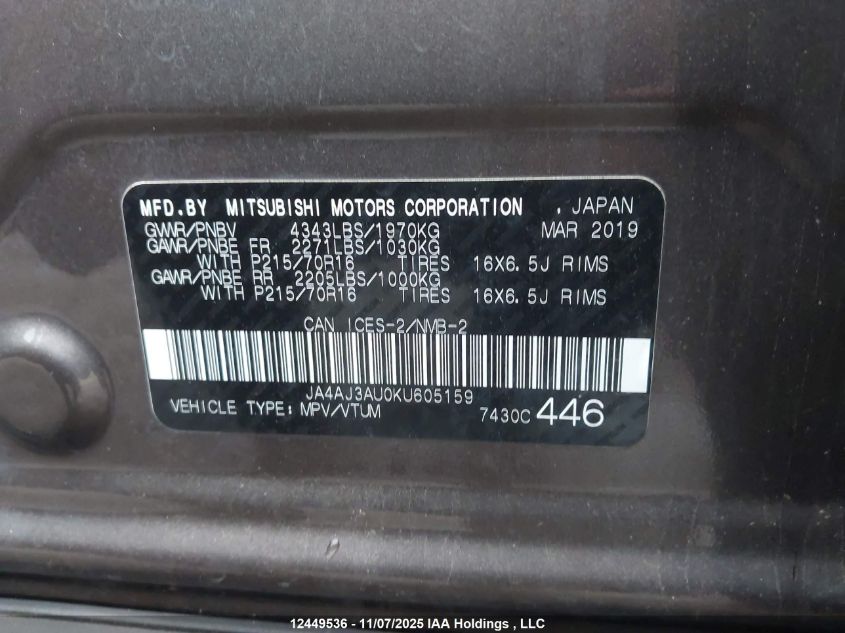 MFD.BY MITSUBISHI MOTORS CORPORATION , JAPAN
GVWR/PNBV 4343LBS/1970KG MAR 2019
GAWR/PNBE FR 2271LBS/1030KG
WITH P215/70R16 TIRES 16X6.5J RIMS
GAWR/PNBE RR 2205LBS/1000KG
WITH P215/70R16 TIRES 16X6.5J RIMS
CAN ICES-2/NMB-2
JA4AJ3AU0KU605159
VEHICLE TYPE: MPV/VTUM 7430C 446
12449536 - 11/07/2025 IAA Holdings , LLC